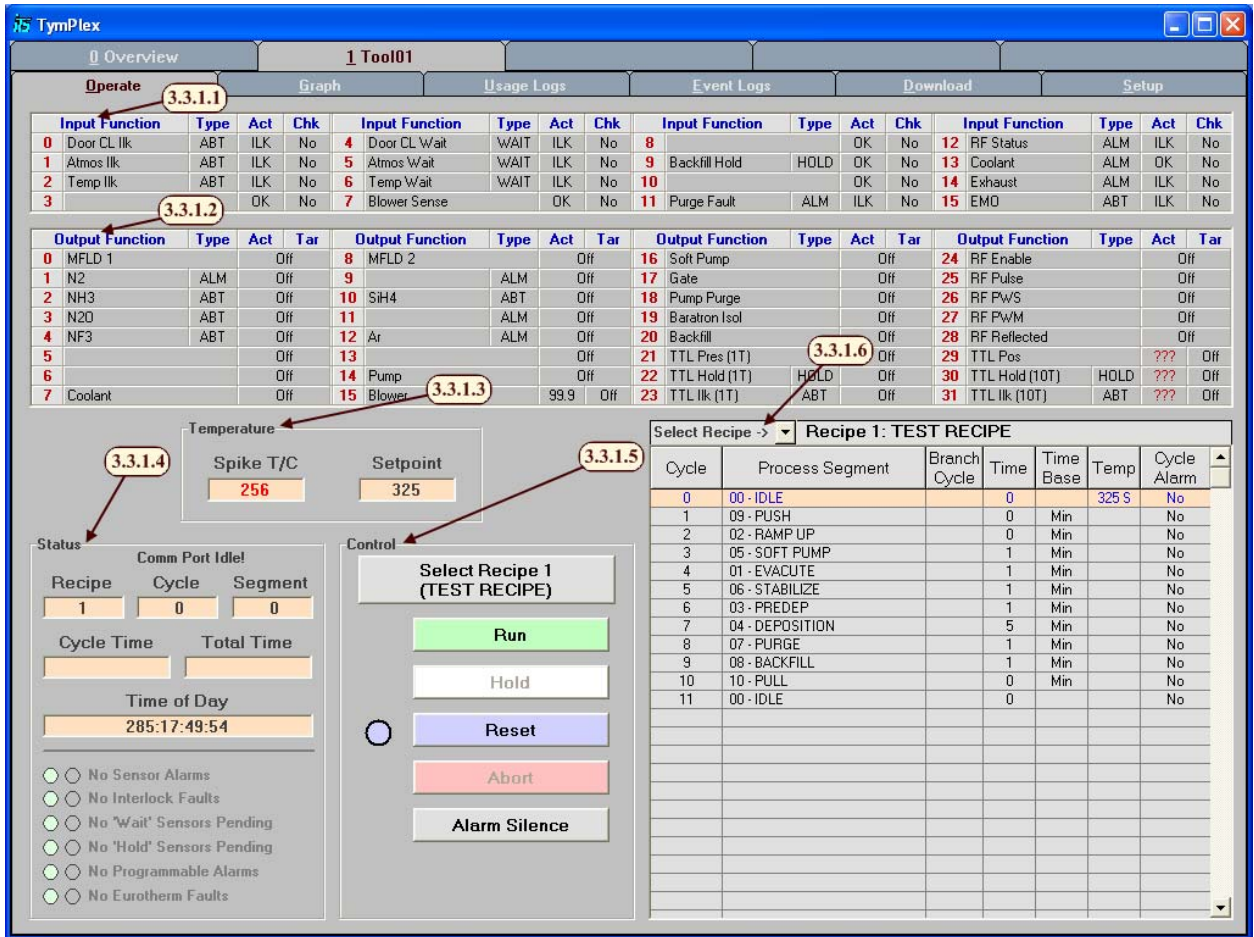 TymPlex
0 Overview
1 Tool01
Operate Graph Usage Logs Event Logs Download Setup
3.3.1.1
Input Function Type Act Chk Input Function Type Act Chk Input Function Type Act Chk Input Function Type Act Chk
0 Door CL Ilk ABT ILK No 4 Door CL Wait WAIT ILK No 8 OK No 12 RF Status ALM ILK No
1 Atmos Ilk ABT ILK No 5 Atmos Wait WAIT ILK No 9 Backfill Hold HOLD OK No 13 Coolant ALM OK No
2 Temp Ilk ABT ILK No 6 Temp Wait WAIT ILK No 10 OK No 14 Exhaust ALM ILK No
3 OK No 7 Blower Sense OK No 11 Purge Fault ALM ILK No 15 EMO ABT ILK No
3.3.1.2
Output Function Type Act Tar Output Function Type Act Tar Output Function Type Act Tar Output Function Type Act Tar
0 MFLD 1 Off 8 MFLD 2 Off 16 Soft Pump Off 24 RF Enable Off
1 N2 ALM Off 9 ALM Off 17 Gate Off 25 RF Pulse Off
2 NH3 ABT Off 10 SiH4 ABT Off 18 Pump Purge Off 26 RF PWS Off
3 N2O ABT Off 11 ALM Off 19 Baratron Isol Off 27 RF PWM Off
4 NF3 ABT Off 12 Ar ALM Off 20 Backfill Off 28 RF Reflected Off
5 Off 13 Off 21 TTL Pres (1T) Off 29 TTL Pos ??? Off
6 Off 14 Pump Off 22 TTL Hold (1T) HOLD Off 30 TTL Hold (10T) HOLD ??? Off
7 Coolant Off 15 Blower 99.9 Off 23 TTL Ilk (1T) ABT Off 31 TTL Ilk (10T) ABT ??? Off
3.3.1.6
3.3.1.3
Temperature
Spike T/C Setpoint
256 325
3.3.1.4
3.3.1.5
Status
Comm Port Idle!
Recipe Cycle Segment
1 0 0
Cycle Time Total Time
Time of Day
285:17:49:54
No Sensor Alarms
No Interlock Faults
No 'Wait' Sensors Pending
No 'Hold' Sensors Pending
No Programmable Alarms
No Eurotherm Faults
Control
Select Recipe 1
(TEST RECIPE)
Run
Hold
Reset
Abort
Alarm Silence
Select Recipe -> Recipe 1: TEST RECIPE
Cycle Process Segment Branch Cycle Time Time Base Temp Cycle Alarm
0 00 - IDLE 0 325 S No
1 09 - PUSH 0 Min No
2 02 - RAMP UP 0 Min No
3 05 - SOFT PUMP 1 Min No
4 01 - EVACUTE 1 Min No
5 06 - STABILIZE 1 Min No
6 03 - PREDEP 1 Min No
7 04 - DEPOSITION 5 Min No
8 07 - PURGE 1 Min No
9 08 - BACKFILL 1 Min No
10 10 - PULL 0 Min No
11 00 - IDLE 0 No